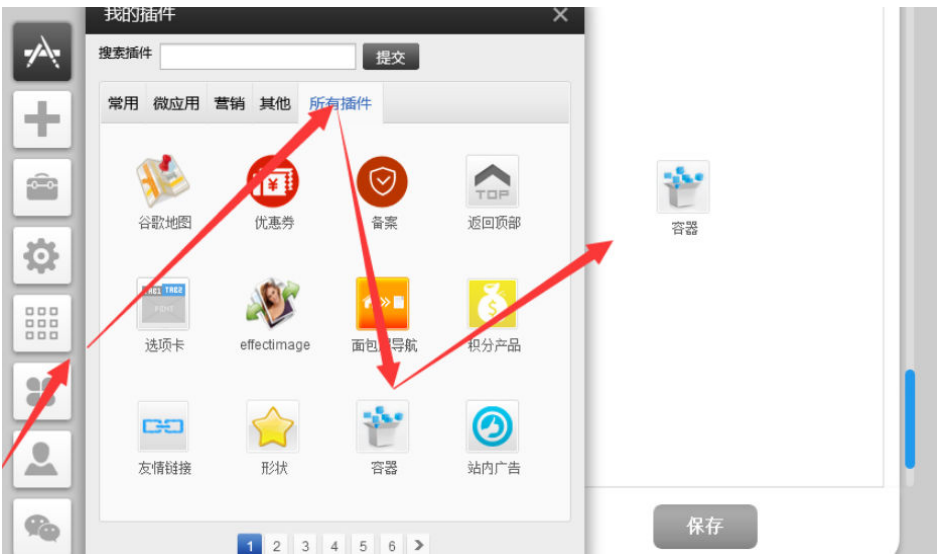 我的插件
搜索插件 提交
常用 微应用 营销 其他 所有插件
谷歌地图 优惠券 备案 返回顶部
TOP
容器
TAG1 TAG2
选项卡 effectimage 面包屑导航 积分产品
友情链接 形状 容器 站内广告
保存
1 2 3 4 5 6